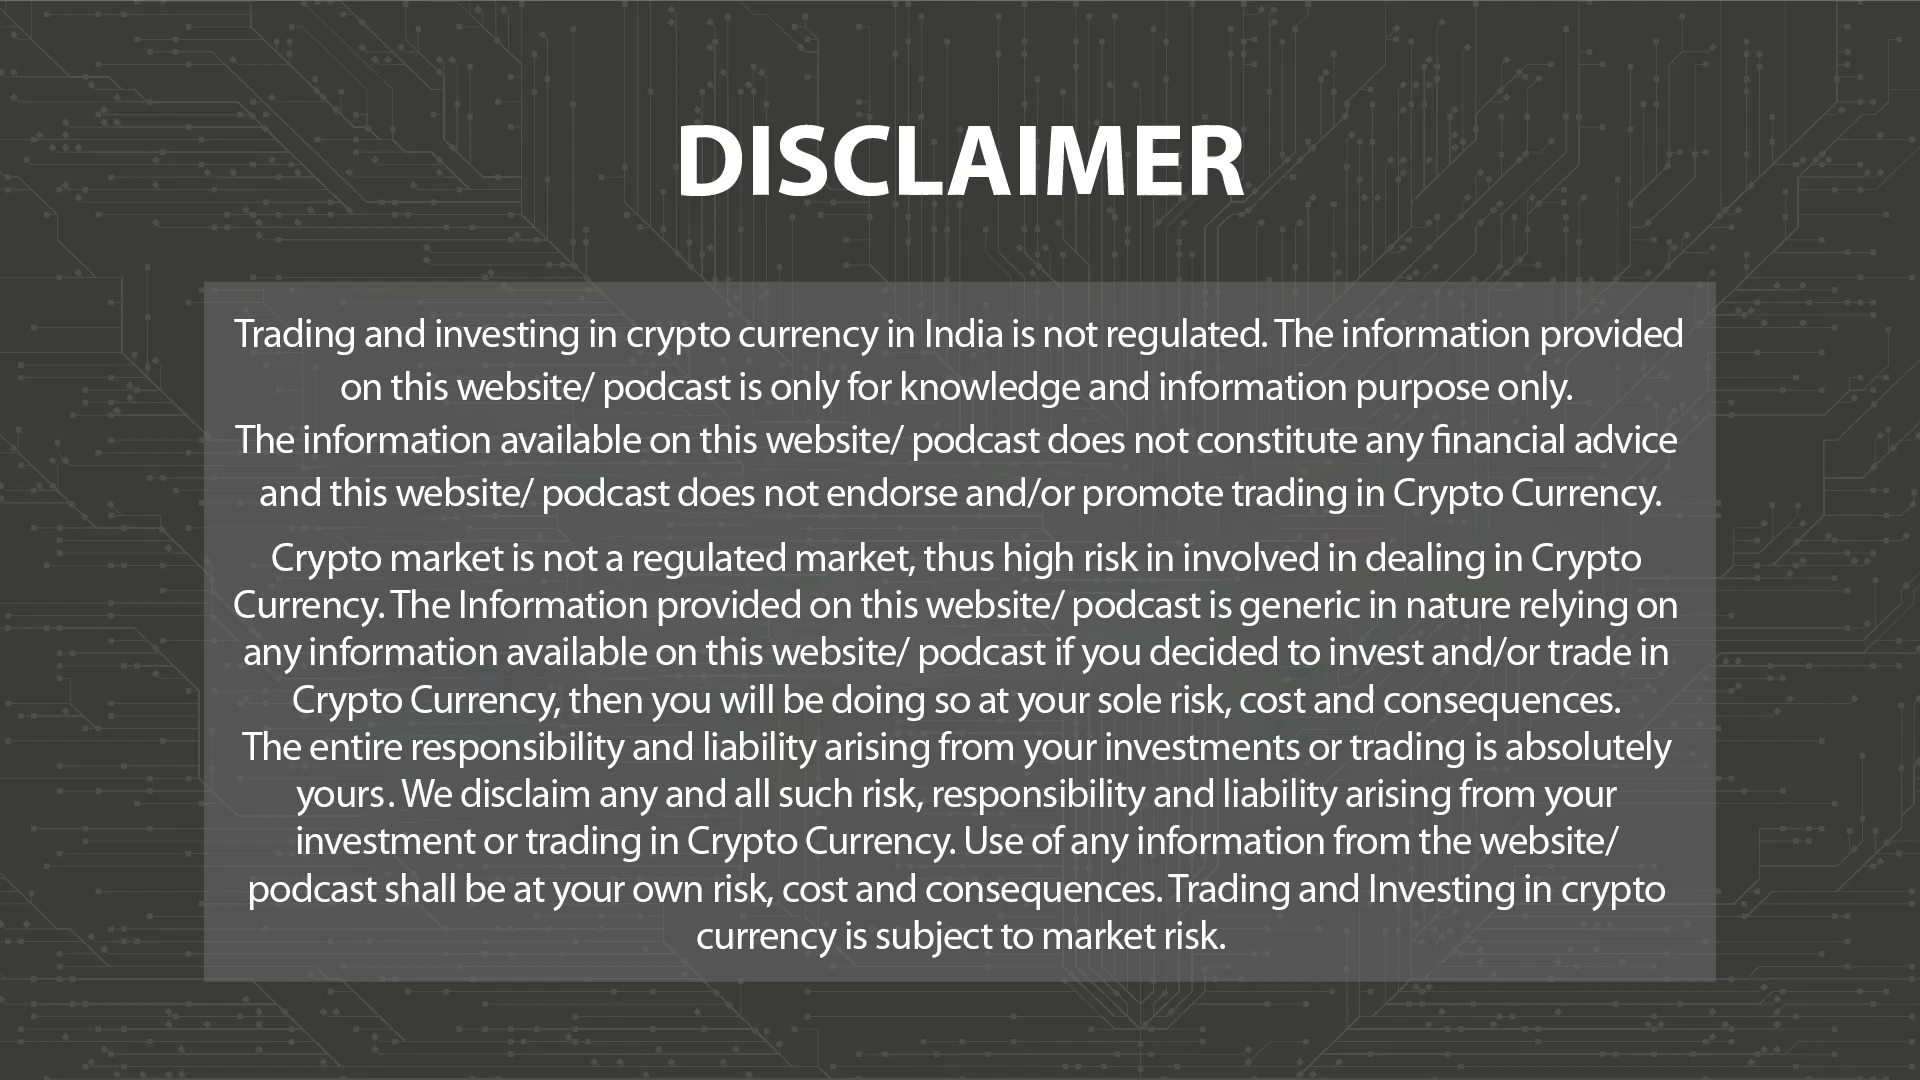 DISCLAIMER
Trading and investing in crypto currency in India is not regulated. The information provided
on this website/ podcast is only for knowledge and information purpose only.
The information available on this website/ podcast does not constitute any financial advice
and this website/ podcast does not endorse and/or promote trading in Crypto Currency.
Crypto market is not a regulated market, thus high risk in involved in dealing in Crypto
Currency. The Information provided on this website/ podcast is generic in nature relying on
any information available on this website/ podcast if you decided to invest and/or trade in
Crypto Currency, then you will be doing so at your sole risk, cost and consequences.
The entire responsibility and liability arising from your investments or trading is absolutely
yours. We disclaim any and all such risk, responsibility and liability arising from your
investment or trading in Crypto Currency. Use of any information from the website/
podcast shall be at your own risk, cost and consequences. Trading and Investing in crypto
currency is subject to market risk.